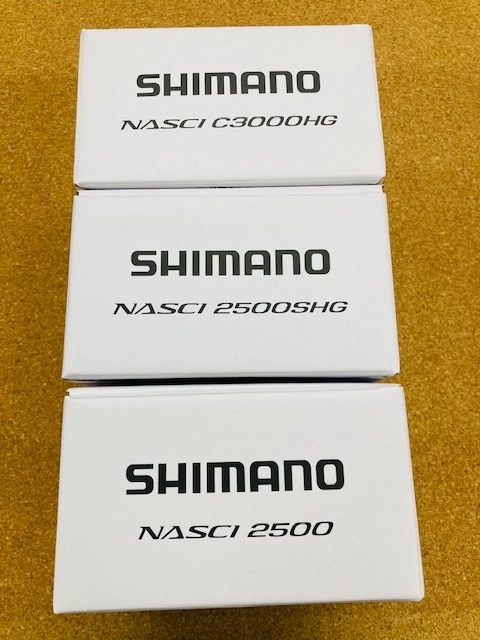 SHIMANO
NASCI C3000HG
SHIMANO
NASCI 2500SHG
SHIMANO
NASCI 2500